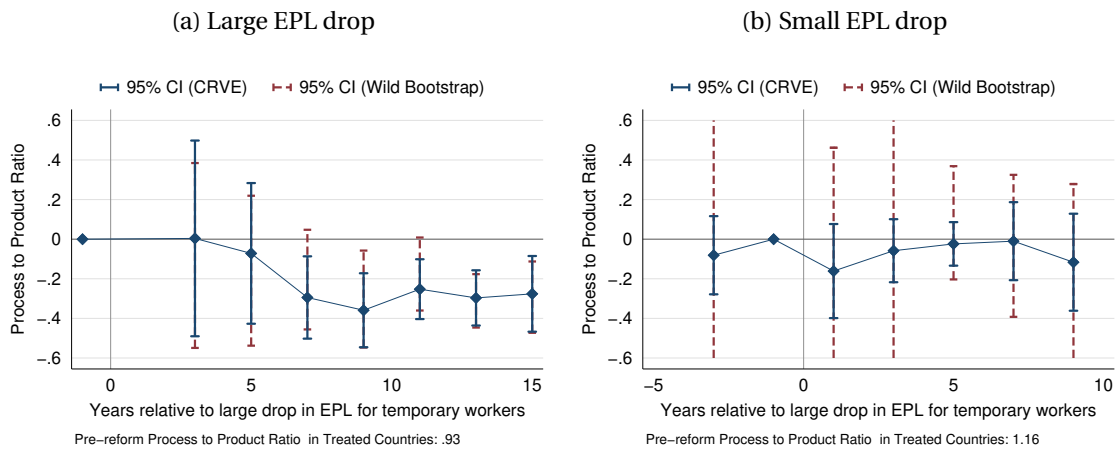 (a) Large EPL drop
95% CI (CRVE) 95% CI (Wild Bootstrap)
Process to Product Ratio
.6
.4
.2
0
−.2
−.4
−.6
0 5 10 15
Years relative to large drop in EPL for temporary workers
Pre−reform Process to Product Ratio in Treated Countries: .93
(b) Small EPL drop
95% CI (CRVE) 95% CI (Wild Bootstrap)
Process to Product Ratio
.6
.4
.2
0
−.2
−.4
−.6
−5 0 5 10
Years relative to large drop in EPL for temporary workers
Pre−reform Process to Product Ratio in Treated Countries: 1.16